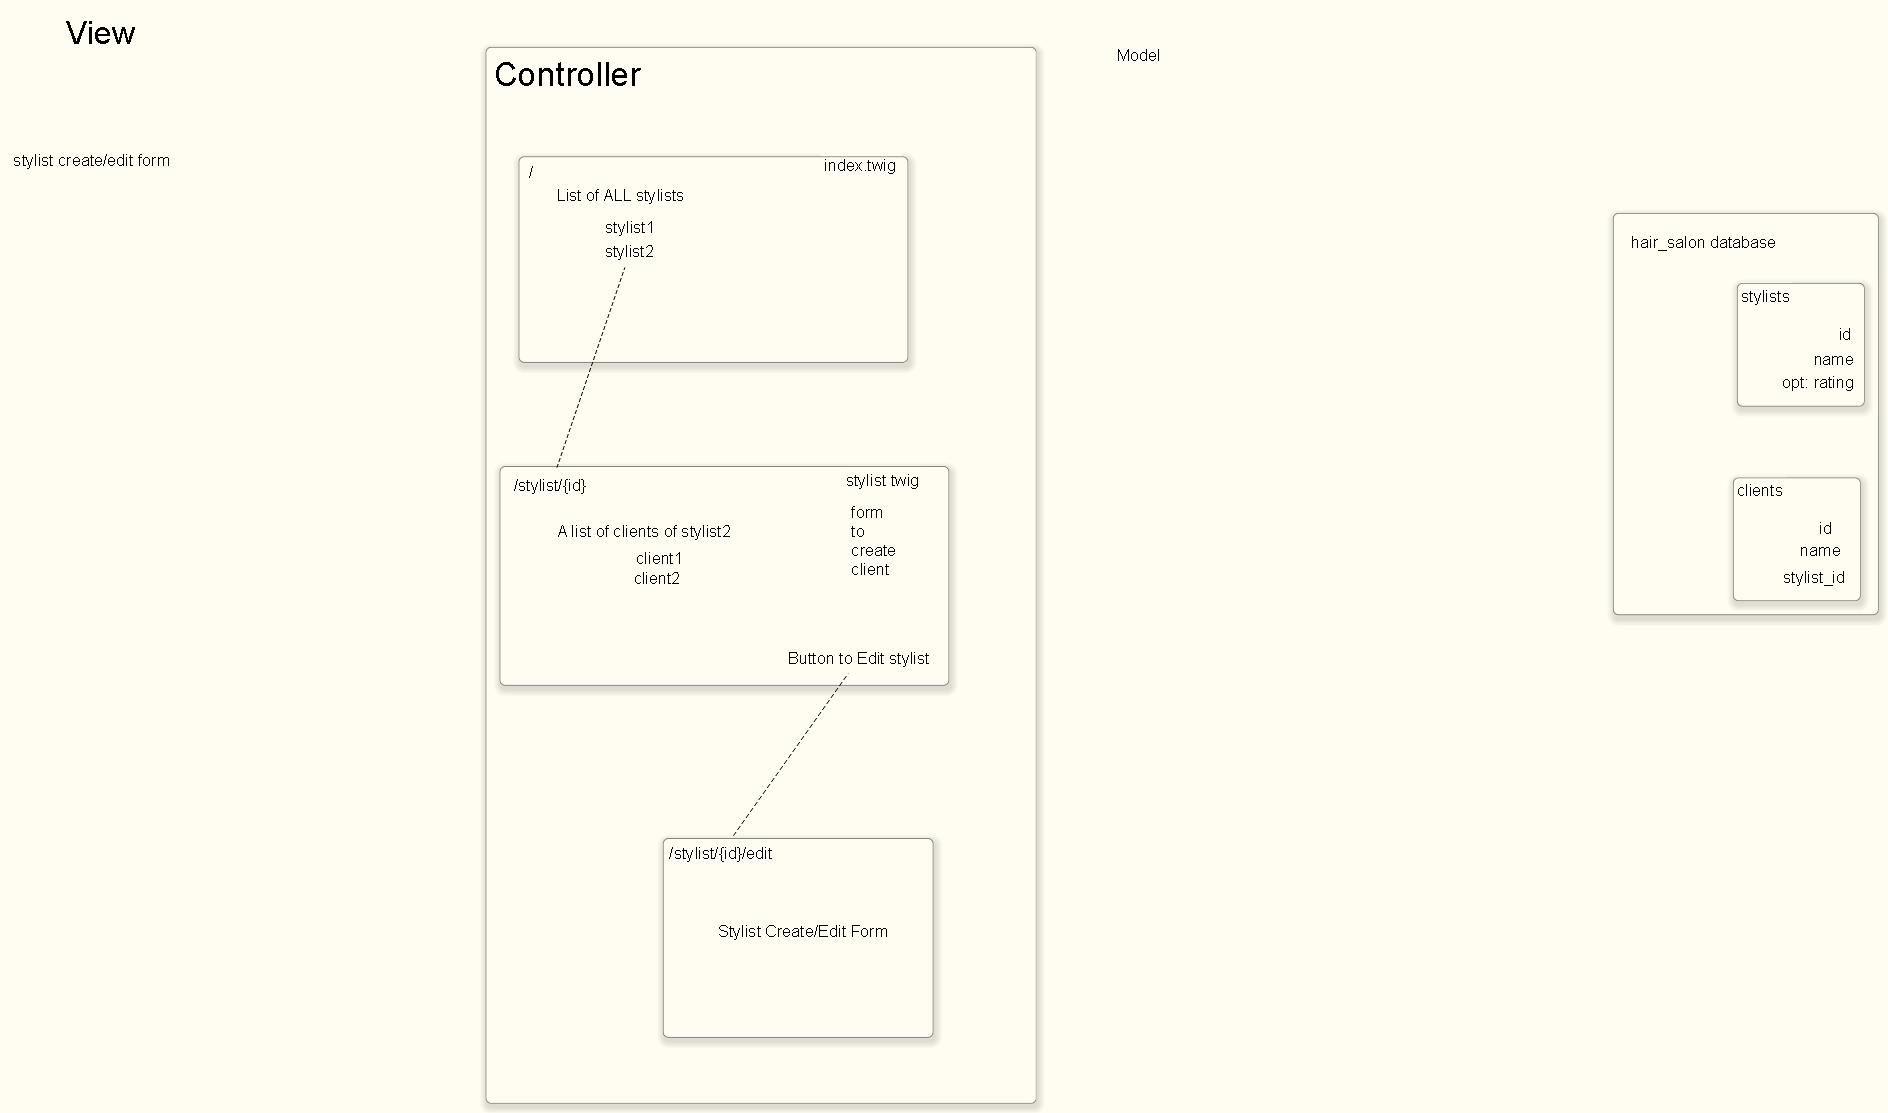 View
stylist create/edit form
Controller
/
index.twig
List of ALL stylists
stylist1
stylist2
/stylist/{id}
stylist twig
A list of clients of stylist2
client1
client2
form
to
create
client
Button to Edit stylist
/stylist/{id}/edit
Stylist Create/Edit Form
Model
hair_salon database
stylists
id
name
opt: rating
clients
id
name
stylist_id